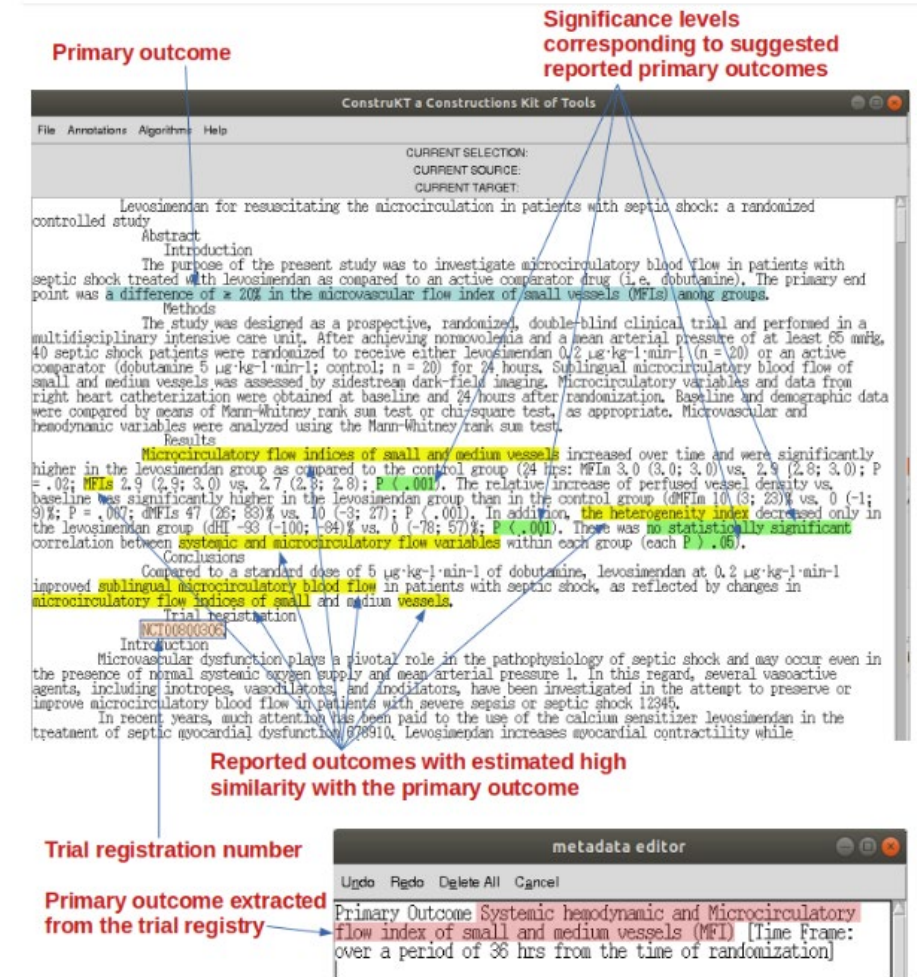 Primary outcome
Significance levels
corresponding to suggested
reported primary outcomes
ConstruKT a Constructions Kit of Tools
File Annotations Algorithms Help
CURRENT SELECTION:
CURRENT SOURCE:
CURRENT TARGET:
Levosimendan for resuscitating the microcirculation in patients with septic shock: a randomized
controlled study
Abstract
Introduction
The purpose of the present study was to investigate microcirculatory blood flow in patients with
septic shock treated with levosimendan as compared to an active comparator drug (i.e. dobutamine). The primary end
point was a difference of ≥ 20% in the microvascular flow index of small vessels (MFIs) among groups.
Methods
The study was designed as a prospective, randomized, double-blind clinical trial and performed in a
multidisciplinary intensive care unit. After achieving normovolemia and a mean arterial pressure of at least 65 mmHg,
40 septic shock patients were randomized to receive either levosimendan 0.2 μg·kg-1·min-1 (n = 20) or an active
comparator (dobutamine 5 μg·kg-1·min-1; control; n = 20) for 24 hours. Sublingual microcirculatory blood flow of
small and medium vessels was assessed by sidestream dark-field imaging. Microcirculatory variables and data from
right heart catheterization were obtained at baseline and 24 hours after randomization. Baseline and demographic data
were compared by means of Mann-Whitney rank sum test or chi-square test, as appropriate. Microvascular and
hemodynamic variables were analyzed using the Mann-Whitney rank sum test.
Results
Microcirculatory flow indices of small and medium vessels increased over time and were significantly
higher in the levosimendan group as compared to the control group (24 hrs: MFIm 3.0 (3.0; 3.0) vs. 2.9 (2.8; 3.0); P
= .02; MFIs 2.9 (2.9; 3.0) vs. 2.7 (2.3; 2.8); P ( .001). The relative increase of perfused vessel density vs.
baseline was significantly higher in the levosimendan group than in the control group (dMFIm 10 (3; 23)% vs. 0 (-1;
9)%; P = .007; dMFIs 47 (26; 83)% vs. 10 (-3; 27); P ( .001). In addition, the heterogeneity index decreased only in
the levosimendan group (dHI -93 (-100; -84)% vs. 0 (-78; 57)%; P ( .001). There was no statistically significant
correlation between systemic and microcirculatory flow variables within each group (each P ) .05).
Conclusions
Compared to a standard dose of 5 μg·kg-1·min-1 of dobutamine, levosimendan at 0.2 μg·kg-1·min-1
improved sublingual microcirculatory blood flow in patients with septic shock, as reflected by changes in
microcirculatory flow indices of small and medium vessels.
Trial registration
NCT00800306.
Introduction
Microvascular dysfunction plays a pivotal role in the pathophysiology of septic shock and may occur even in
the presence of normal systemic oxygen supply and mean arterial pressure 1. In this regard, several vasoactive
agents, including inotropes, vasodilators, and inodilators, have been investigated in the attempt to preserve or
improve microcirculatory blood flow in patients with severe sepsis or septic shock 12345.
In recent years, much attention has been paid to the use of the calcium sensitizer levosimendan in the
treatment of septic myocardial dysfunction 678910. Levosimendan increases myocardial contractility while
Reported outcomes with estimated high
similarity with the primary outcome
Trial registration number
Primary outcome extracted
from the trial registry
metadata editor
Undo Redo Delete All Cancel
Primary Outcome Systemic hemodynamic and Microcirculatory
flow index of small and medium vessels (MFI) [Time Frame:
over a period of 36 hrs from the time of randomization]